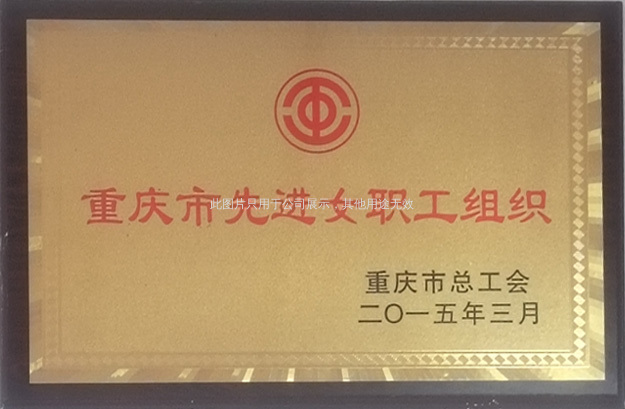 重庆市先进女职工组织
此图片只用于公司展示，其他用途无效
重庆市总工会
二〇一五年三月